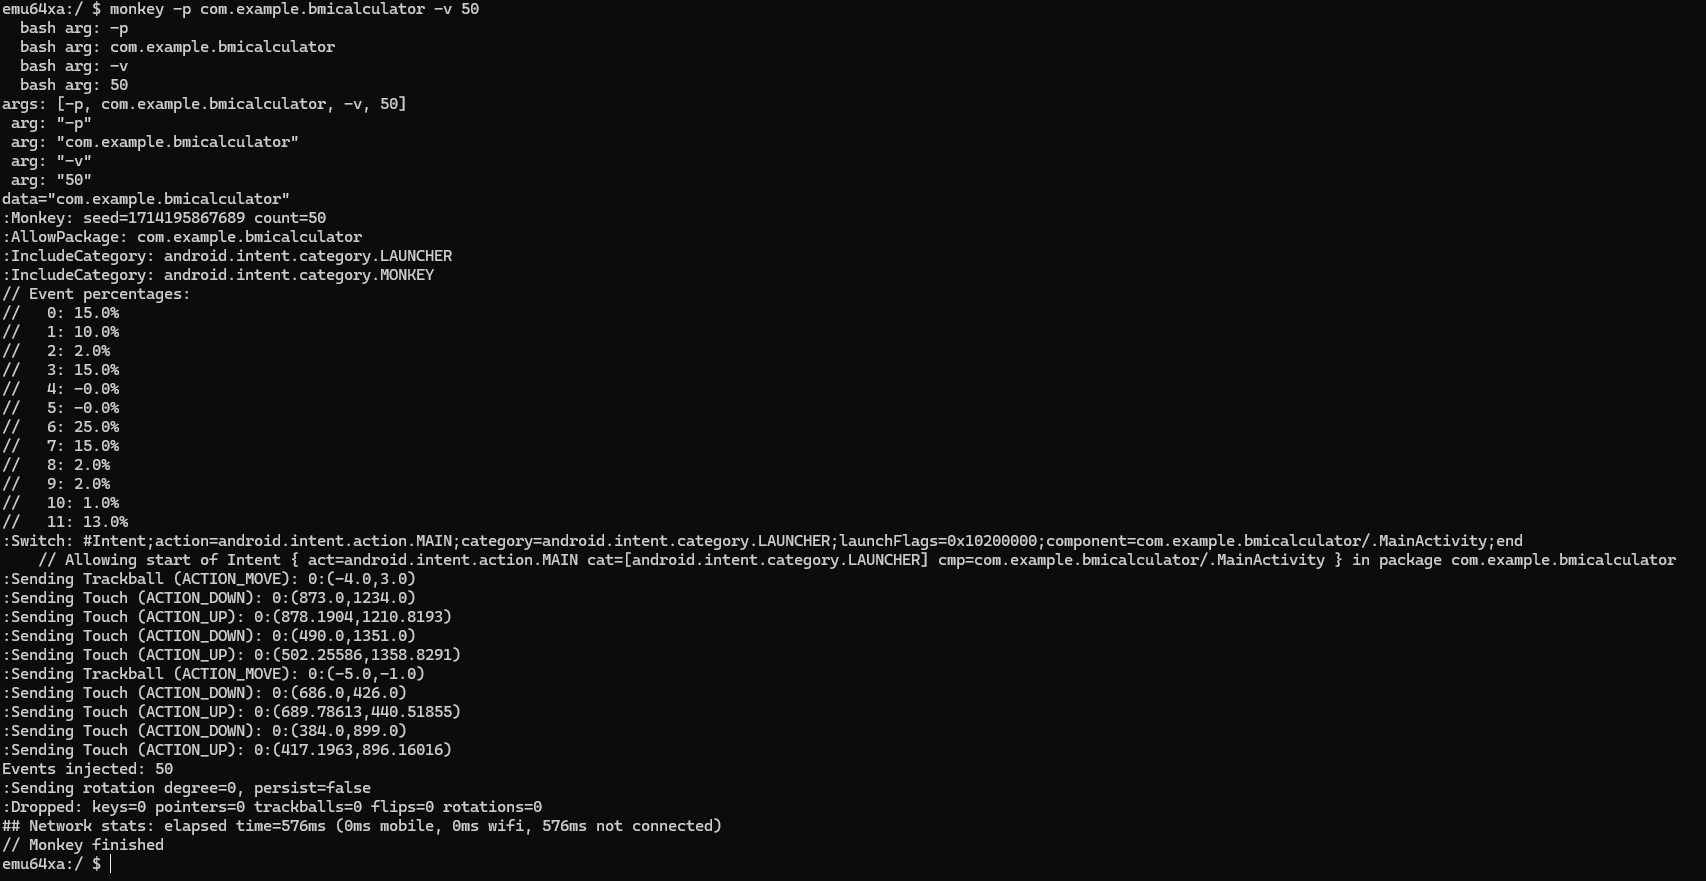 emu64xa:/ $ monkey -p com.example.bmicalculator -v 50
  bash arg: -p
  bash arg: com.example.bmicalculator
  bash arg: -v
  bash arg: 50
args: [-p, com.example.bmicalculator, -v, 50]
 arg: "-p"
 arg: "com.example.bmicalculator"
 arg: "-v"
 arg: "50"
data="com.example.bmicalculator"
:Monkey: seed=1714195867689 count=50
:AllowPackage: com.example.bmicalculator
:IncludeCategory: android.intent.category.LAUNCHER
:IncludeCategory: android.intent.category.MONKEY
// Event percentages:
//   0: 15.0%
//   1: 10.0%
//   2: 2.0%
//   3: 15.0%
//   4: -0.0%
//   5: -0.0%
//   6: 25.0%
//   7: 15.0%
//   8: 2.0%
//   9: 2.0%
//   10: 1.0%
//   11: 13.0%
:Switch: #Intent;action=android.intent.action.MAIN;category=android.intent.category.LAUNCHER;launchFlags=0x10200000;component=com.example.bmicalculator/.MainActivity;end
    // Allowing start of Intent { act=android.intent.action.MAIN cat=[android.intent.category.LAUNCHER] cmp=com.example.bmicalculator/.MainActivity } in package com.example.bmicalculator
:Sending Trackball (ACTION_MOVE): 0:(-4.0,3.0)
:Sending Touch (ACTION_DOWN): 0:(873.0,1234.0)
:Sending Touch (ACTION_UP): 0:(878.1904,1210.8193)
:Sending Touch (ACTION_DOWN): 0:(490.0,1351.0)
:Sending Touch (ACTION_UP): 0:(502.25586,1358.8291)
:Sending Trackball (ACTION_MOVE): 0:(-5.0,-1.0)
:Sending Touch (ACTION_DOWN): 0:(686.0,426.0)
:Sending Touch (ACTION_UP): 0:(689.78613,440.51855)
:Sending Touch (ACTION_DOWN): 0:(384.0,899.0)
:Sending Touch (ACTION_UP): 0:(417.1963,896.16016)
Events injected: 50
:Sending rotation degree=0, persist=false
:Dropped: keys=0 pointers=0 trackballs=0 flips=0 rotations=0
## Network stats: elapsed time=576ms (0ms mobile, 0ms wifi, 576ms not connected)
// Monkey finished
emu64xa:/ $